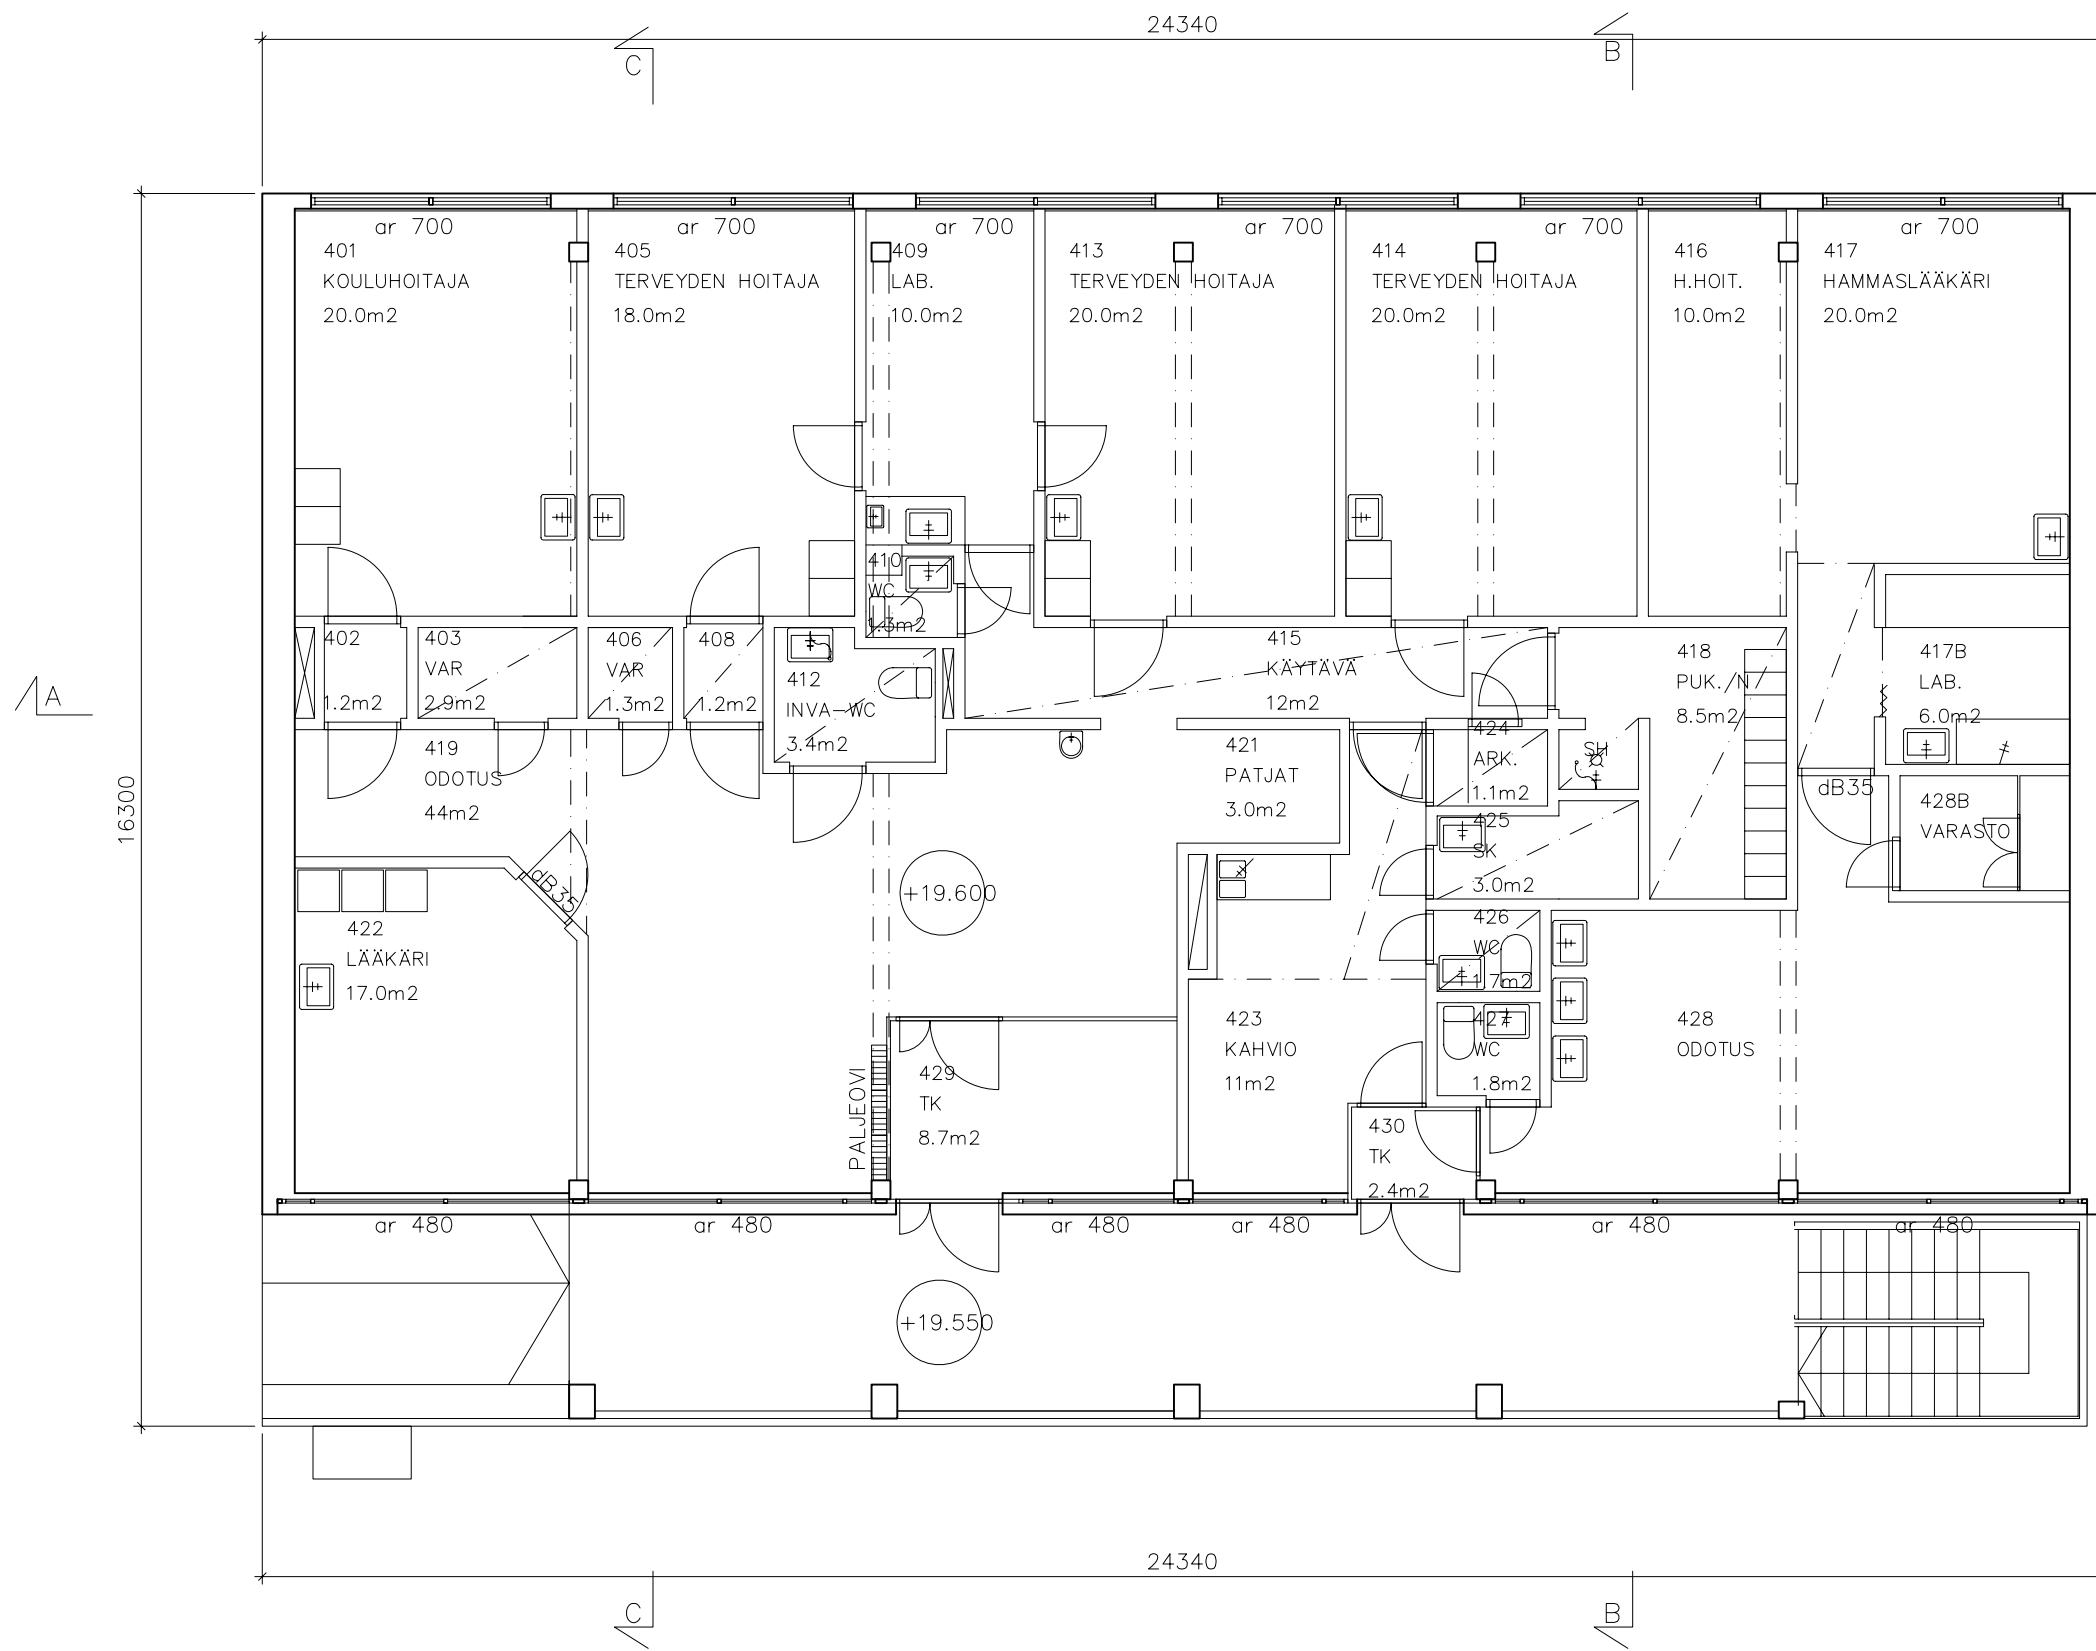 24340
C
B
ar 700
ar 700
ar 700
ar 700
ar 700
ar 700
401
KOULUHOITAJA
20.0m2
405
TERVEYDEN HOITAJA
18.0m2
409
LAB.
10.0m2
413
TERVEYDEN HOITAJA
20.0m2
414
TERVEYDEN HOITAJA
20.0m2
416
H.HOIT.
10.0m2
417
HAMMASLÄÄKÄRI
20.0m2
410
WC
1.3m2
402
1.2m2
403
VAR
2.9m2
406
VAR
1.3m2
408
1.2m2
412
INVA-WC
3.4m2
415
KÄYTÄVÄ
12m2
418
PUK. N
8.5m2
417B
LAB.
6.0m2
A
419
ODOTUS
44m2
421
PATJAT
3.0m2
424
ARK.
1.1m2
SH
dB35
428B
VARASTO
16300
425
SK
3.0m2
dB35
+19.600
422
LÄÄKÄRI
17.0m2
426
WC
1.7m2
423
KAHVIO
11m2
427
WC
1.8m2
428
ODOTUS
PALJEOVI
429
TK
8.7m2
430
TK
2.4m2
ar 480
ar 480
ar 480
ar 480
ar 480
ar 480
+19.550
24340
C
B